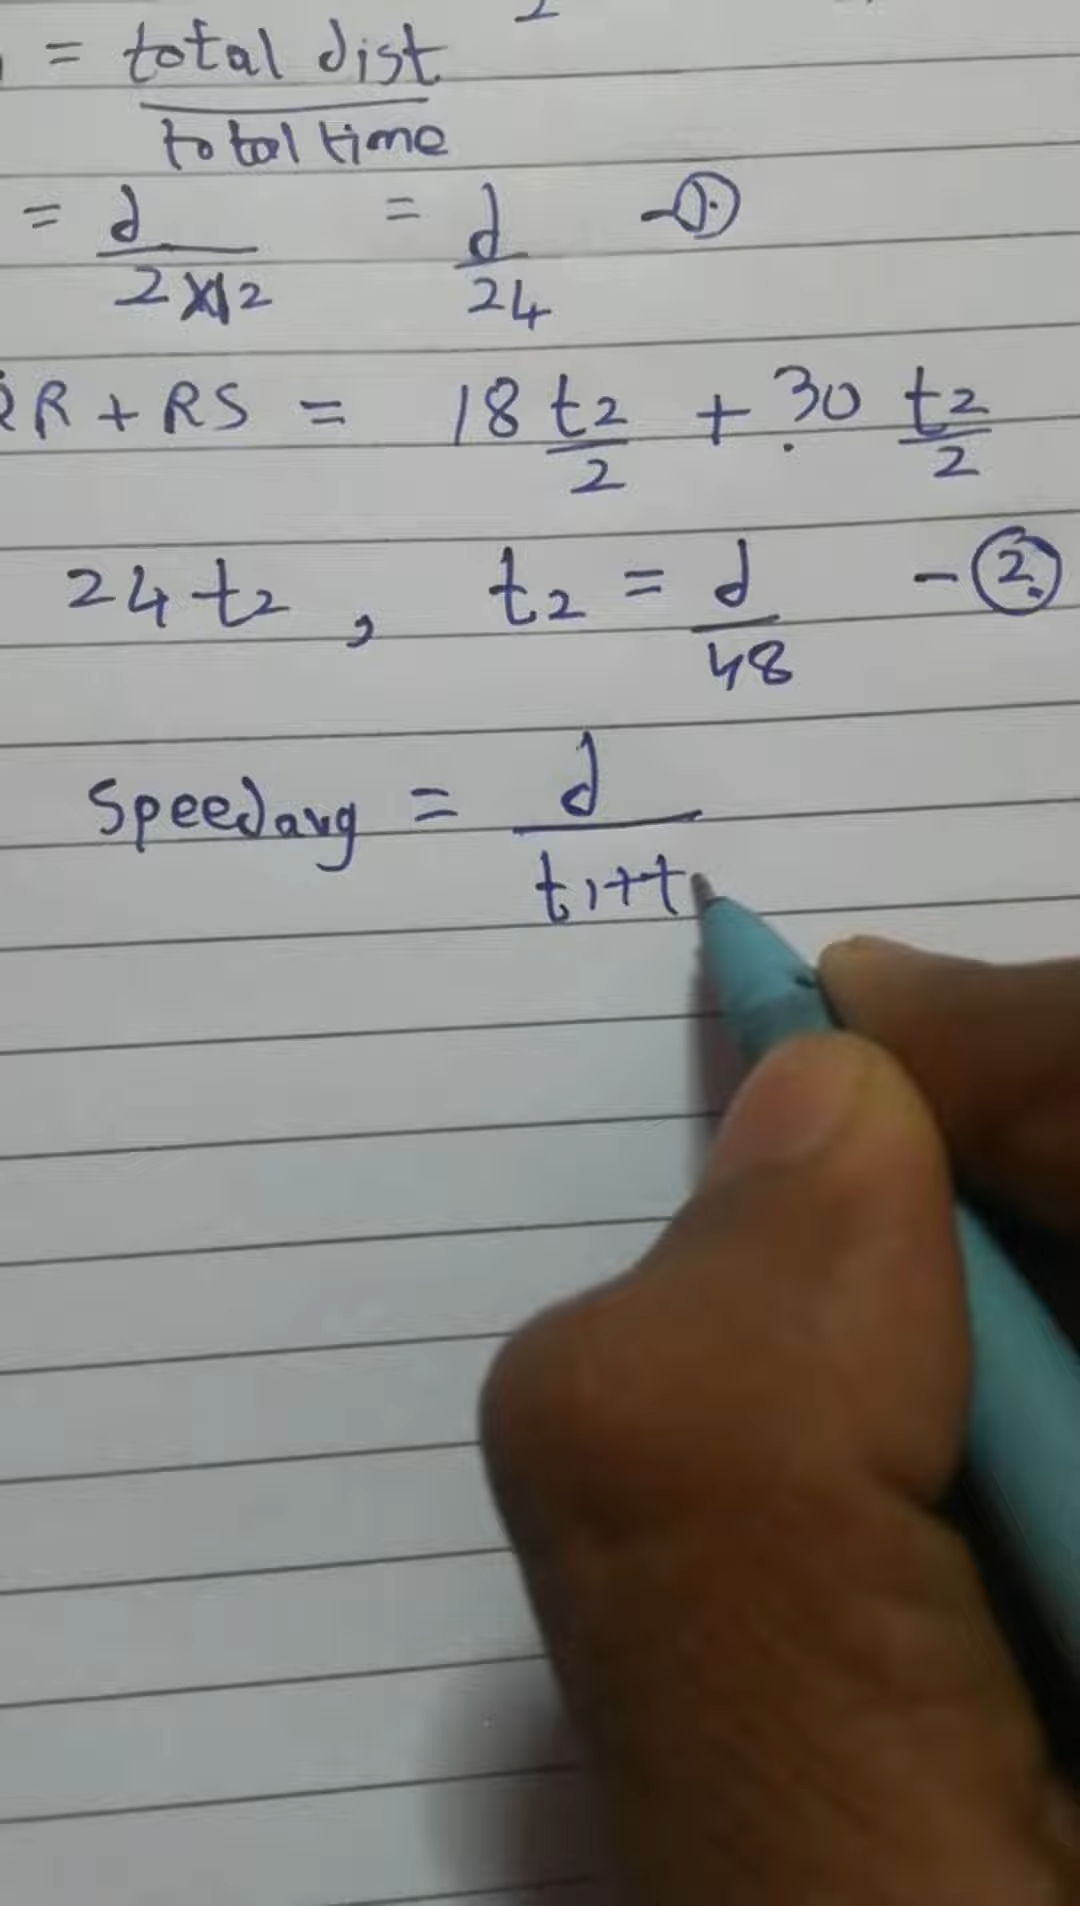 = total dist
total time
= d/2×12 = d/24 -①
R + RS = 18 t2/2 + 30 t2/2
24 t2 , t2 = d/48 -②
Speedavg = d/t1+t